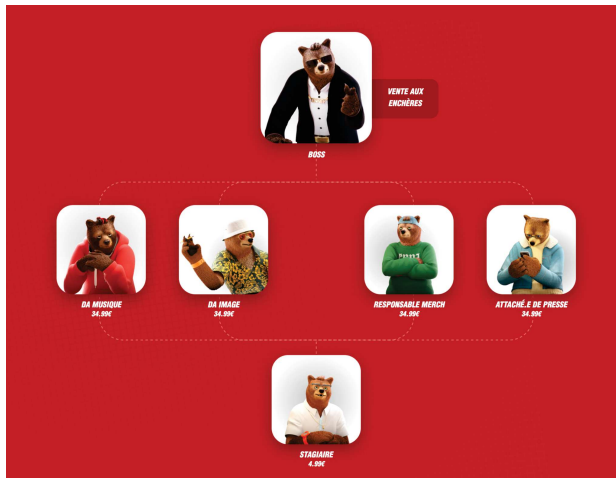 VENTE AUX
ENCHÈRES
BOSS
DA MUSIQUE
34.99€
DA IMAGE
34.99€
RESPONSABLE MERCH
34.99€
ATTACHÉ.E DE PRESSE
34.99€
STAGIAIRE
4.99€